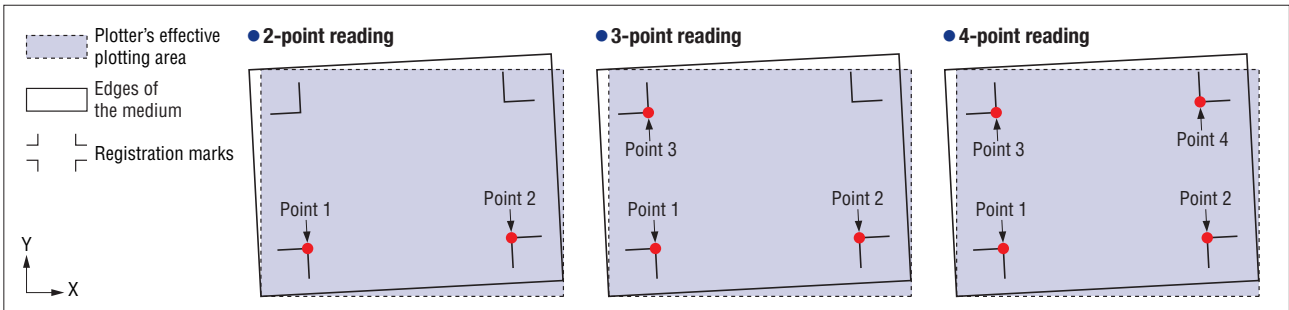 Plotter's effective
plotting area
Edges of
the medium
Registration marks
Y
X
● 2-point reading
Point 1
Point 2
● 3-point reading
Point 3
Point 1
Point 2
● 4-point reading
Point 3
Point 4
Point 1
Point 2